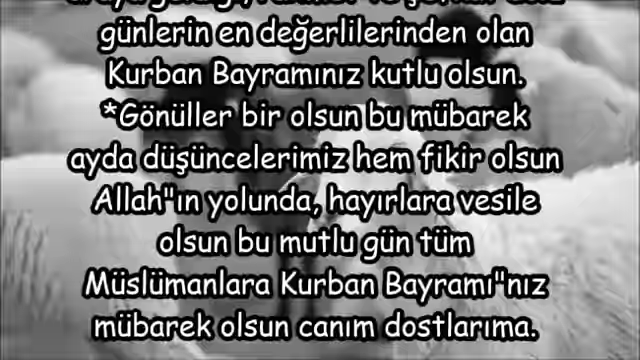 günlerin en değerlilerinden olan
Kurban Bayramınız kutlu olsun.
*Gönüller bir olsun bu mübarek
ayda düşüncelerimiz hem fikir olsun
Allah"ın yolunda, hayırlara vesile
olsun bu mutlu gün tüm
Müslümanlara Kurban Bayramı"nız
mübarek olsun canım dostlarıma.